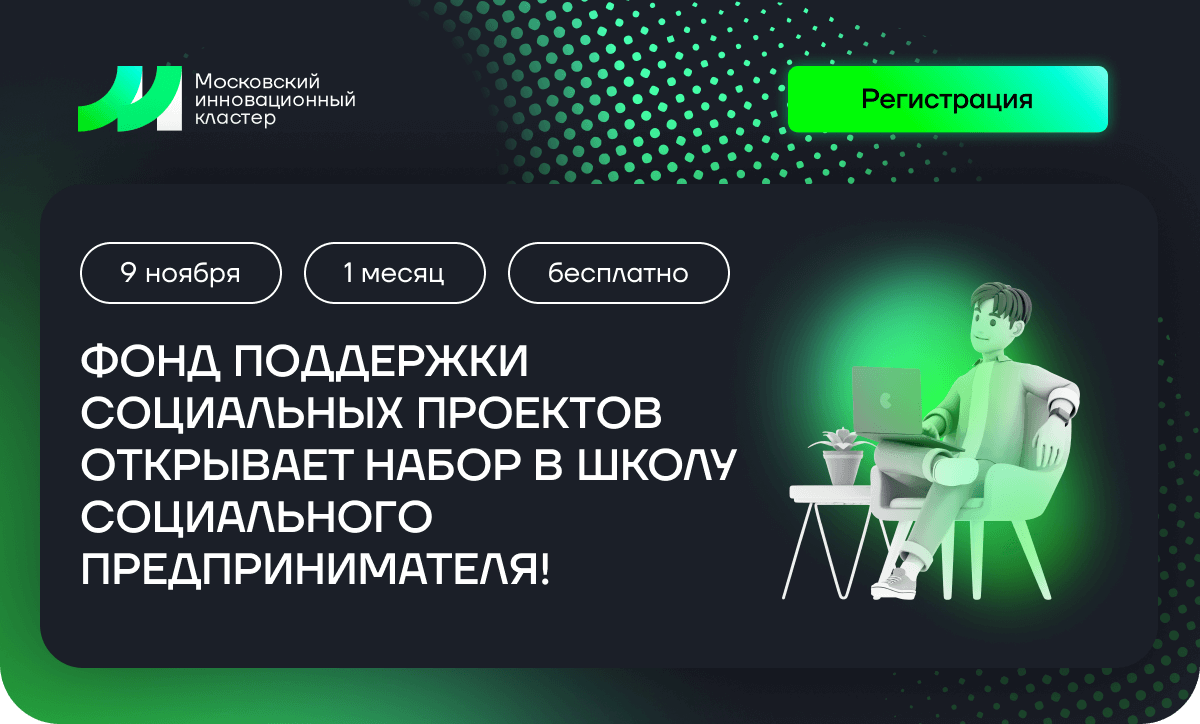 Московский
инновационный
кластер
Регистрация
9 ноября
1 месяц
бесплатно
ФОНД ПОДДЕРЖКИ
СОЦИАЛЬНЫХ ПРОЕКТОВ
ОТКРЫВАЕТ НАБОР В ШКОЛУ
СОЦИАЛЬНОГО
ПРЕДПРИНИМАТЕЛЯ!